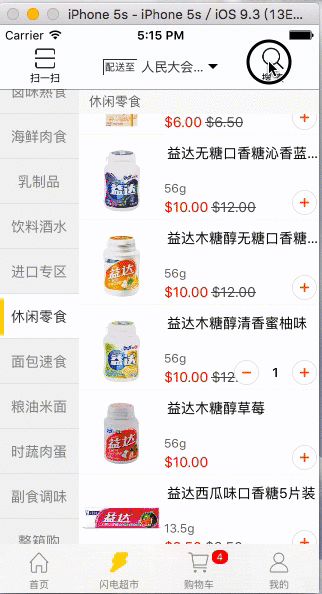 iPhone 5s - iPhone 5s / iOS 9.3 (13E...
Carrier 5:15 PM
扫一扫 配送至 人民大会... 搜索
卤味熟食
海鲜肉食
乳制品
饮料酒水
进口专区
休闲零食
面包速食
粮油米面
时蔬肉蛋
副食调味
整箱购
休闲零食
$6.00 $6.50
益达无糖口香糖沁香蓝...
56g
$10.00 $12.00
益达木糖醇无糖口香糖...
56g
$10.00 $12.00
益达木糖醇清香蜜柚味
56g
$10.00 $12. 1
益达木糖醇草莓
56g
$10.00
益达西瓜味口香糖5片装
13.5g
首页 闪电超市 购物车 4 我的